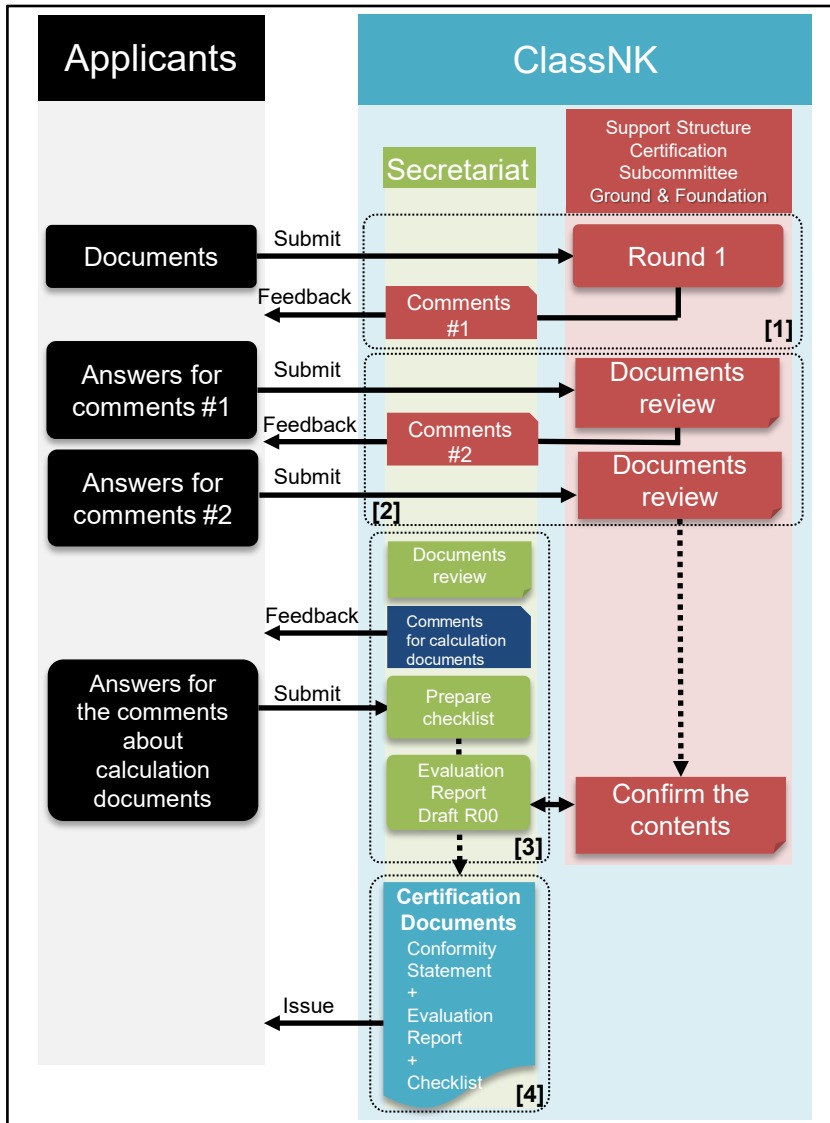 Applicants
ClassNK
Secretariat
Support Structure
Certification
Subcommittee
Ground & Foundation
Documents
Submit
Round 1
Feedback
Comments
#1
[1]
Answers for
comments #1
Submit
Documents
review
Feedback
Comments
#2
Answers for
comments #2
Submit
Documents
review
[2]
Documents
review
Feedback
Comments
for calculation
documents
Answers for
the comments
about
calculation
documents
Submit
Prepare
checklist
Evaluation
Report
Draft R00
Confirm the
contents
[3]
Certification
Documents
Conformity
Statement
+
Evaluation
Report
+
Checklist
Issue
[4]